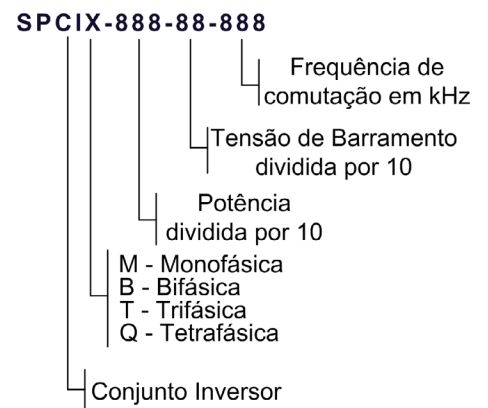 SPCIX-888-88-888
Frequência de
comutação em kHz
Tensão de Barramento
dividida por 10
Potência
dividida por 10
M - Monofásica
B - Bifásica
T - Trifásica
Q - Tetrafásica
Conjunto Inversor